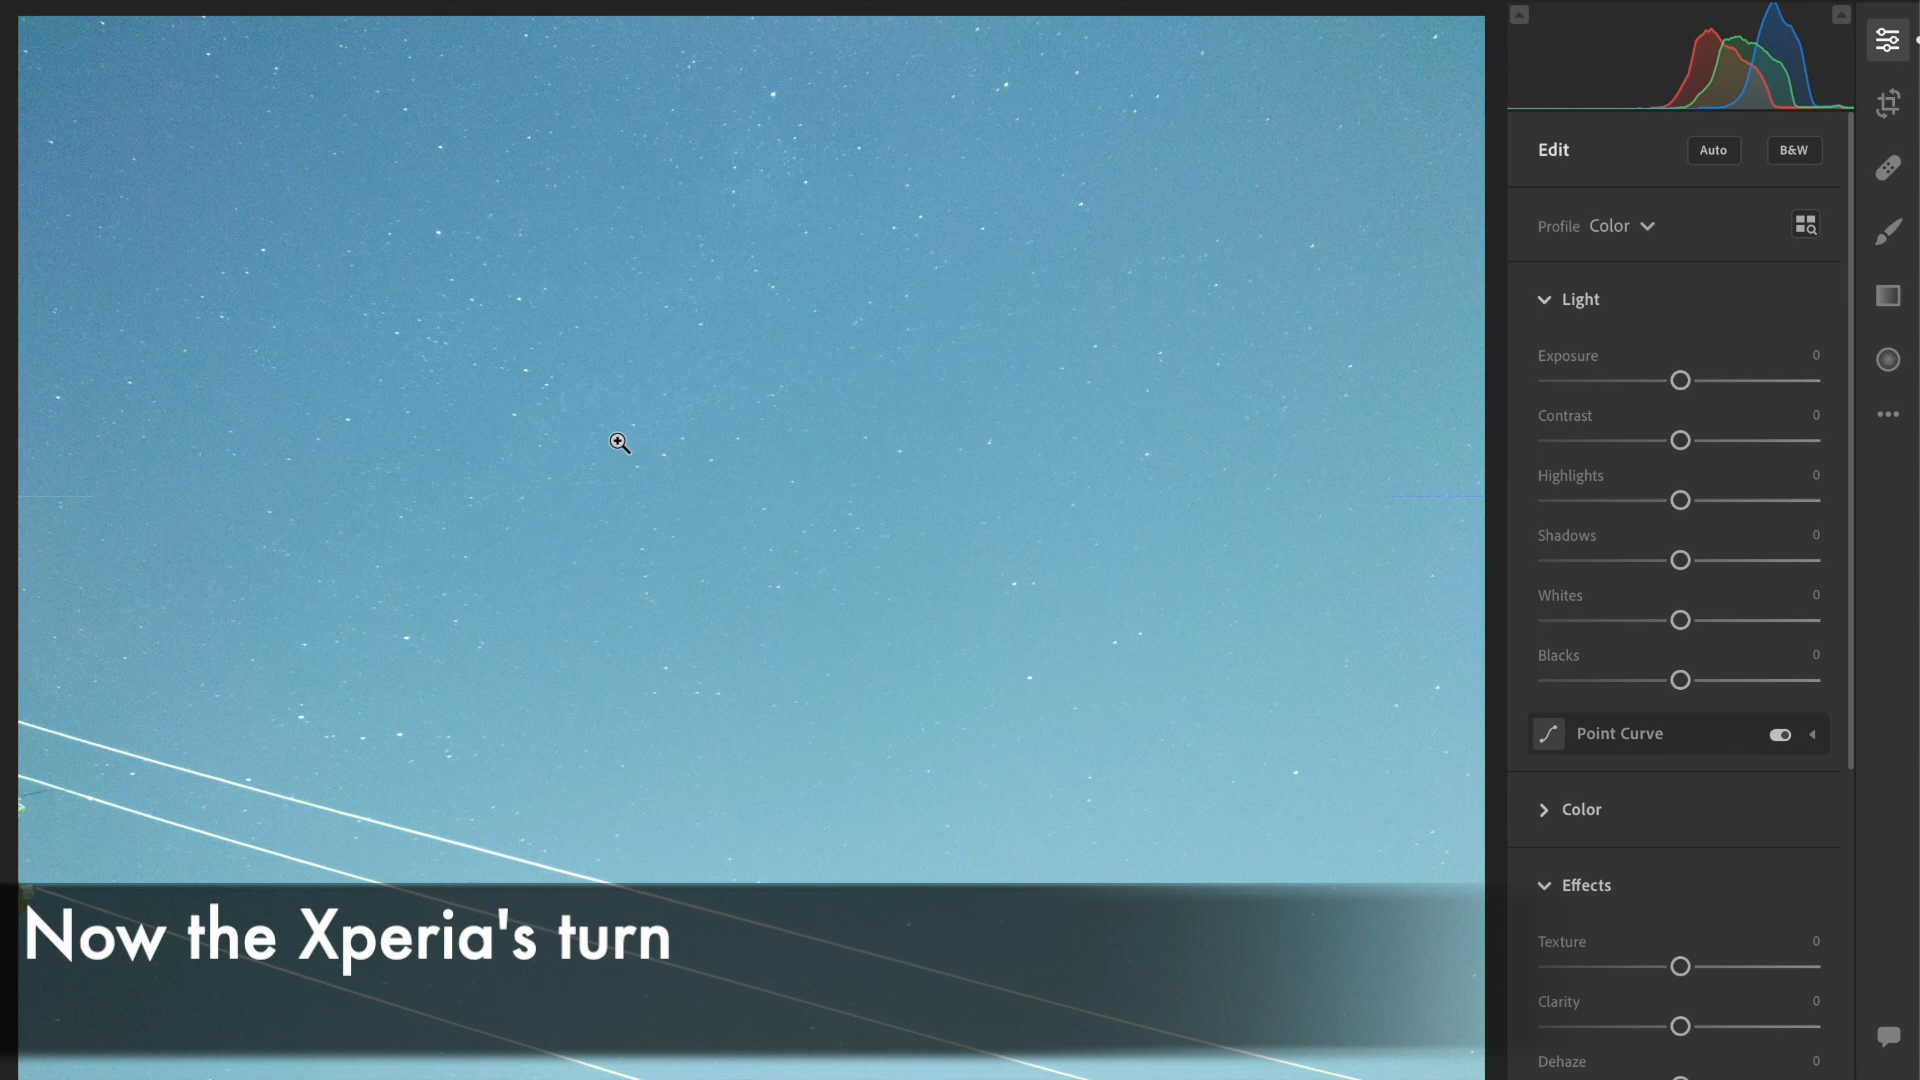 Edit
Auto
B&W
Profile Color
Light
Exposure 0
Contrast 0
Highlights 0
Shadows 0
Whites 0
Blacks 0
Point Curve
Color
Effects
Texture 0
Clarity 0
Dehaze 0
Now the Xperia's turn